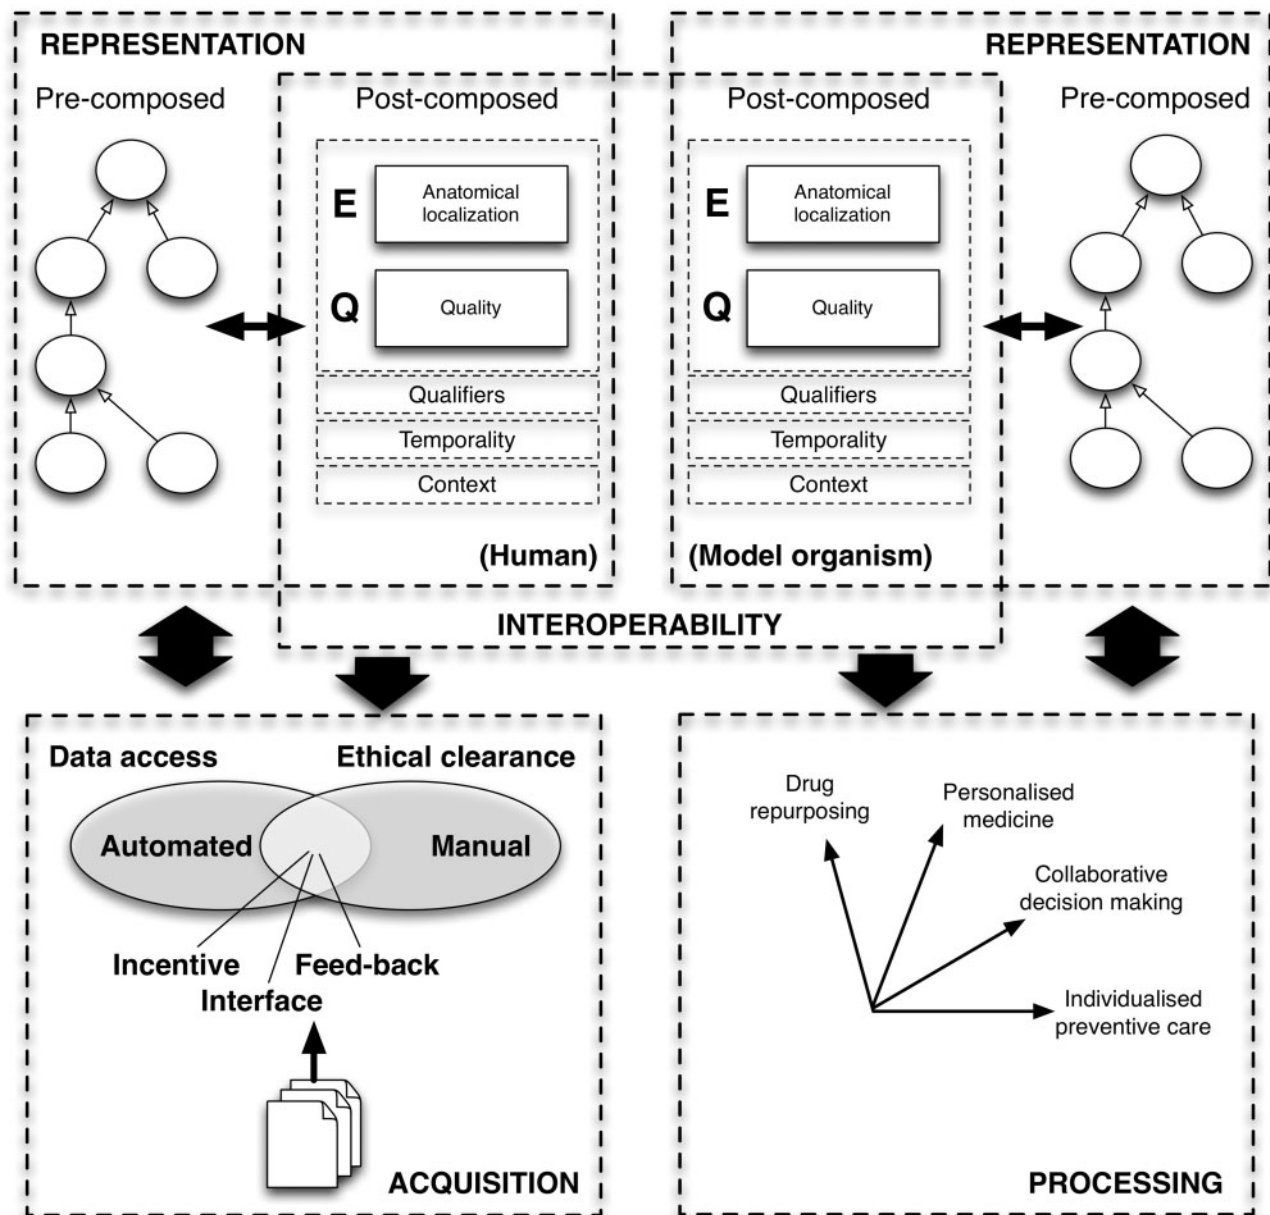 REPRESENTATION
Pre-composed
Post-composed
E
Anatomical
localization
Q
Quality
Qualifiers
Temporality
Context
(Human)
REPRESENTATION
Post-composed
Pre-composed
E
Anatomical
localization
Q
Quality
Qualifiers
Temporality
Context
(Model organism)
INTEROPERABILITY
Data access
Ethical clearance
Automated
Manual
Incentive
Feed-back
Interface
ACQUISITION
Drug
repurposing
Personalised
medicine
Collaborative
decision making
Individualised
preventive care
PROCESSING